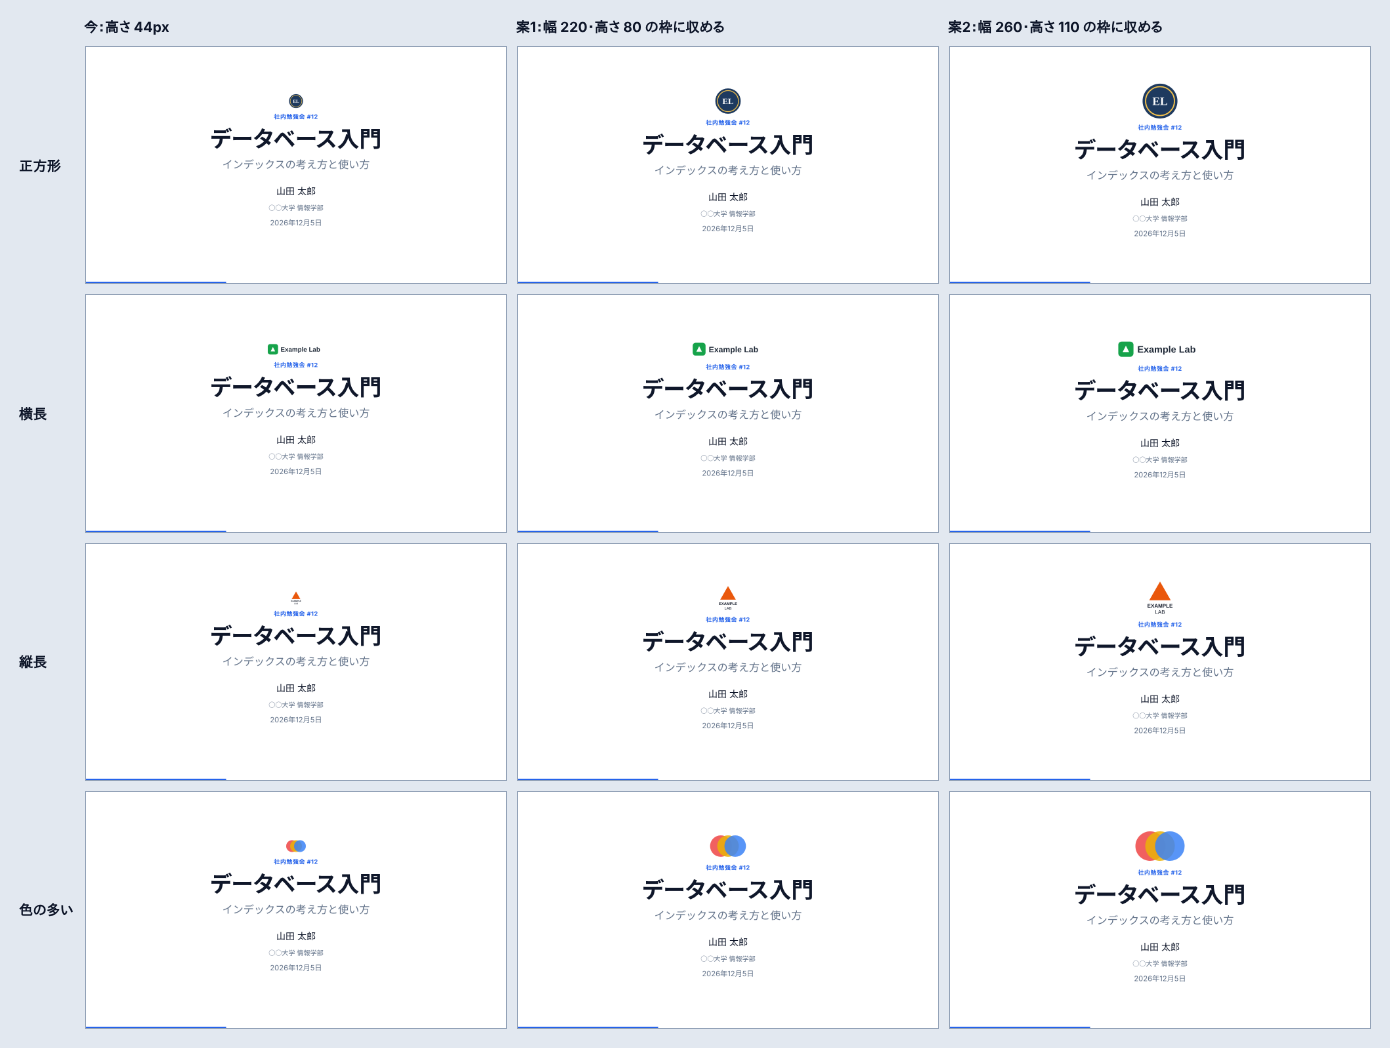 今:高さ44px
案1:幅 220・高さ80 の枠に収める
案2:幅 260・高さ110 の枠に収める
正方形
EL
社内勉強会 #12
データベース入門
インデックスの考え方と使い方
山田 太郎
〇〇大学 情報学部
2026年12月5日
EL
社内勉強会 #12
データベース入門
インデックスの考え方と使い方
山田 太郎
〇〇大学 情報学部
2026年12月5日
EL
社内勉強会 #12
データベース入門
インデックスの考え方と使い方
山田 太郎
〇〇大学 情報学部
2026年12月5日
横長
Example Lab
社内勉強会 #12
データベース入門
インデックスの考え方と使い方
山田 太郎
〇〇大学 情報学部
2026年12月5日
Example Lab
社内勉強会 #12
データベース入門
インデックスの考え方と使い方
山田 太郎
〇〇大学 情報学部
2026年12月5日
Example Lab
社内勉強会 #12
データベース入門
インデックスの考え方と使い方
山田 太郎
〇〇大学 情報学部
2026年12月5日
縦長
社内勉強会 #12
データベース入門
インデックスの考え方と使い方
山田 太郎
〇〇大学 情報学部
2026年12月5日
EXAMPLE
LAB
社内勉強会 #12
データベース入門
インデックスの考え方と使い方
山田 太郎
〇〇大学 情報学部
2026年12月5日
EXAMPLE
LAB
社内勉強会 #12
データベース入門
インデックスの考え方と使い方
山田 太郎
〇〇大学 情報学部
2026年12月5日
色の多い
社内勉強会 #12
データベース入門
インデックスの考え方と使い方
山田 太郎
〇〇大学 情報学部
2026年12月5日
社内勉強会 #12
データベース入門
インデックスの考え方と使い方
山田 太郎
〇〇大学 情報学部
2026年12月5日
社内勉強会 #12
データベース入門
インデックスの考え方と使い方
山田 太郎
〇〇大学 情報学部
2026年12月5日